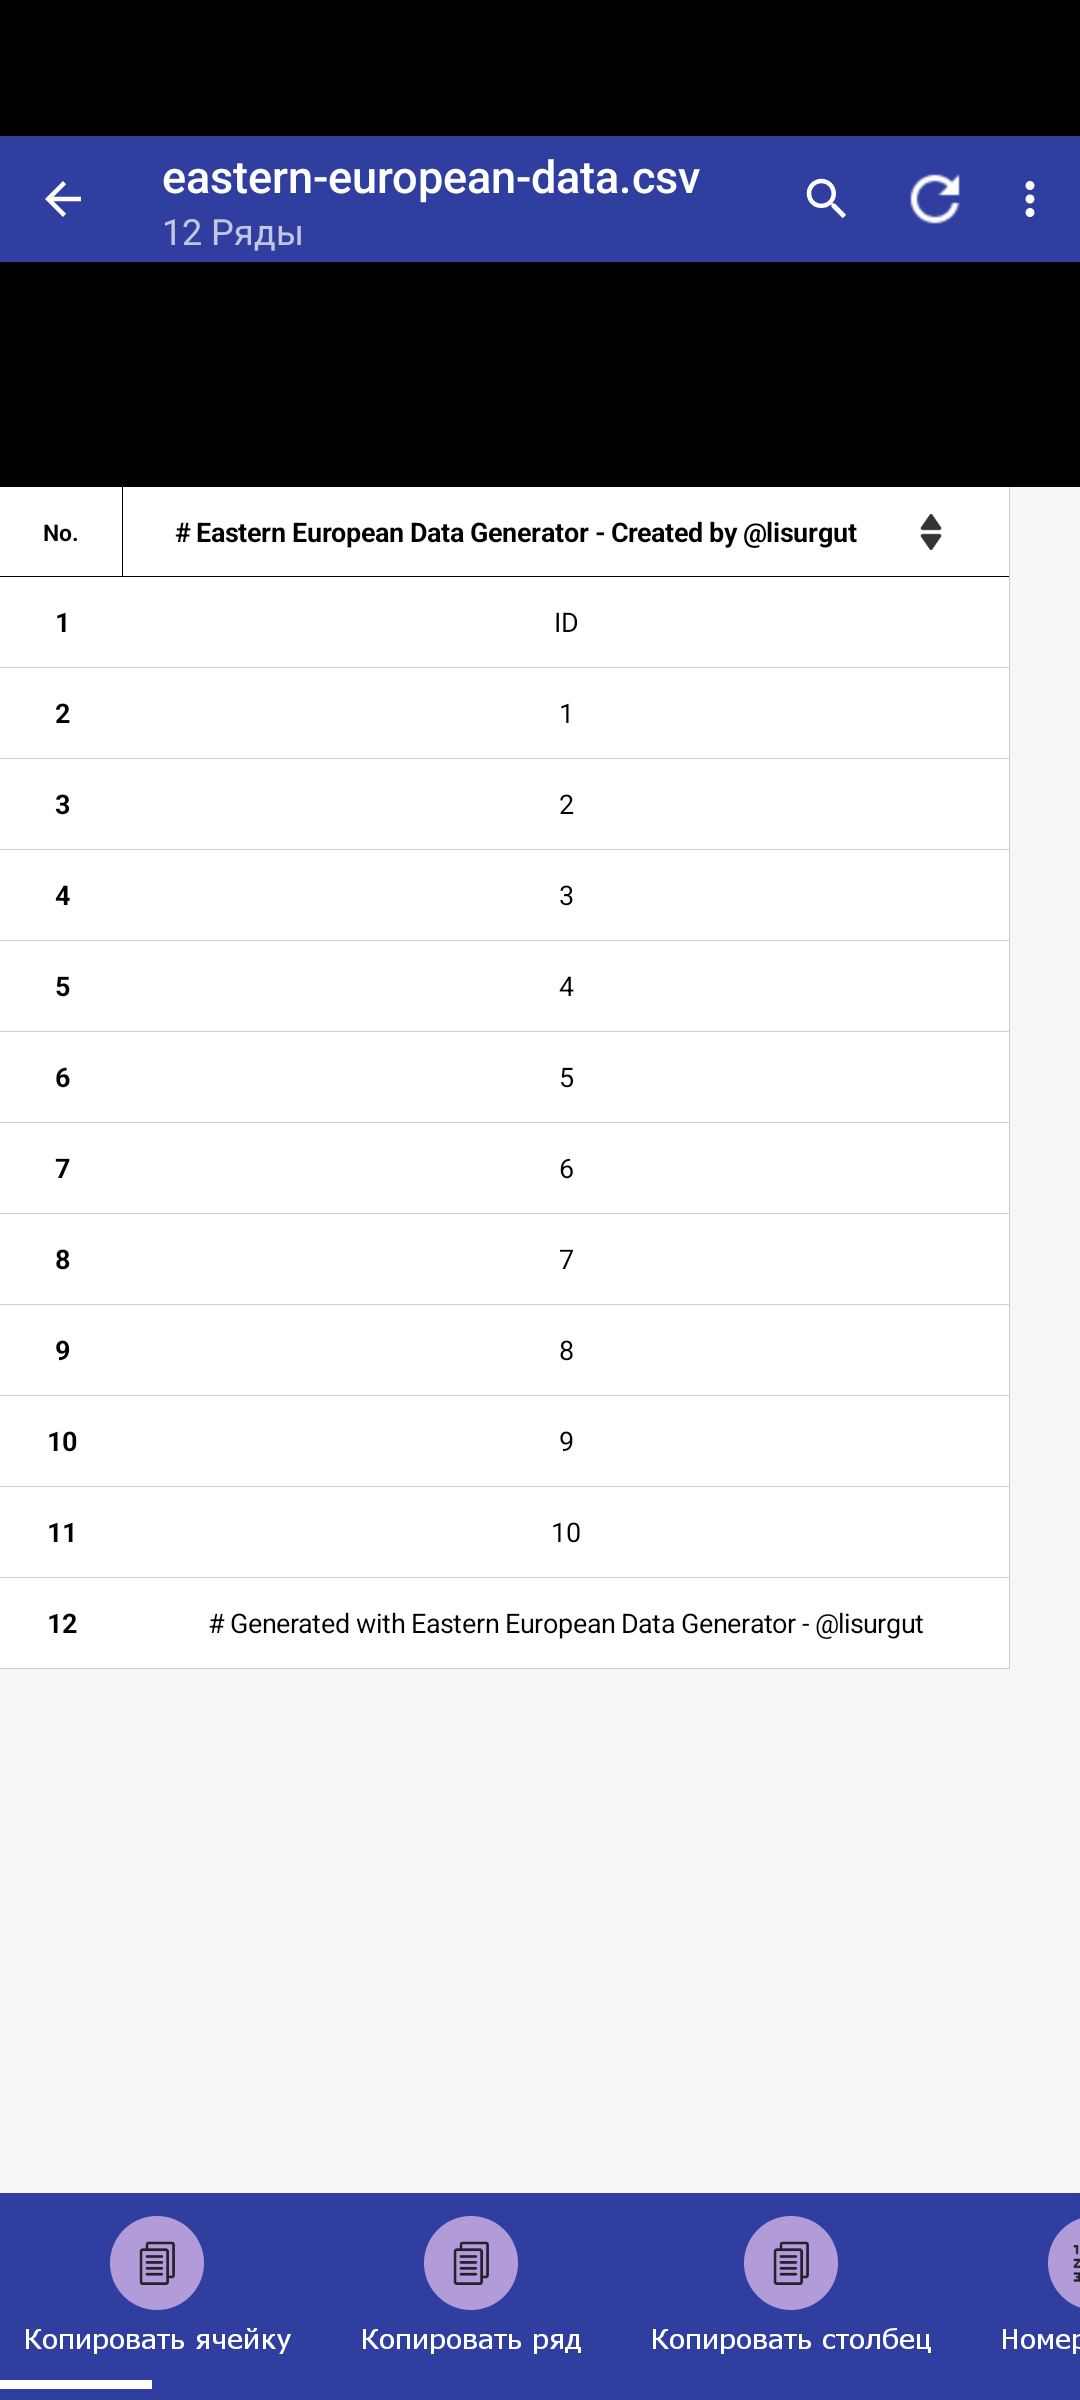 eastern-european-data.csv
12 Ряды
No. # Eastern European Data Generator - Created by @lisurgut
1 ID
2 1
3 2
4 3
5 4
6 5
7 6
8 7
9 8
10 9
11 10
12 # Generated with Eastern European Data Generator - @lisurgut
Копировать ячейку Копировать ряд Копировать столбец